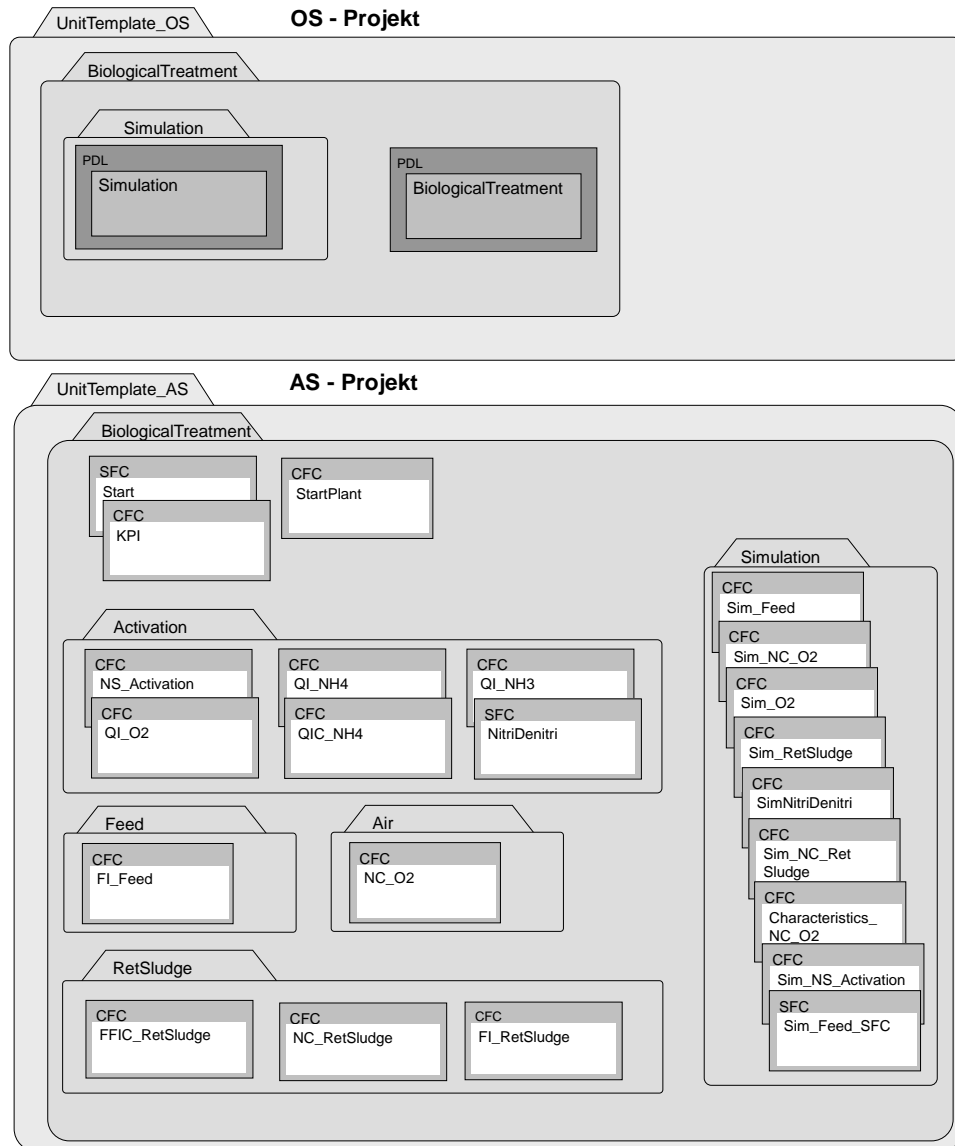 OS - Projekt
UnitTemplate_OS
BiologicalTreatment
Simulation
PDL
Simulation
PDL
BiologicalTreatment
AS - Projekt
UnitTemplate_AS
BiologicalTreatment
SFC
Start
CFC
KPI
CFC
StartPlant
Activation
CFC
NS_Activation
CFC
QI_O2
CFC
QI_NH4
CFC
QIC_NH4
CFC
QI_NH3
SFC
NitriDenitri
Feed
CFC
FI_Feed
Air
CFC
NC_O2
RetSludge
CFC
FFIC_RetSludge
CFC
NC_RetSludge
CFC
FI_RetSludge
Simulation
CFC
Sim_Feed
CFC
Sim_NC_O2
CFC
Sim_O2
CFC
Sim_RetSludge
CFC
SimNitriDenitri
CFC
Sim_NC_Ret
Sludge
CFC
Characteristics_
NC_O2
CFC
Sim_NS_Activation
SFC
Sim_Feed_SFC